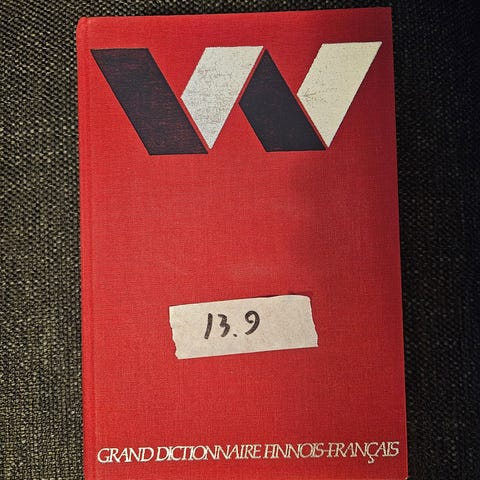 W
13.9
GRAND DICTIONNAIRE FINNOIS-FRANÇAIS